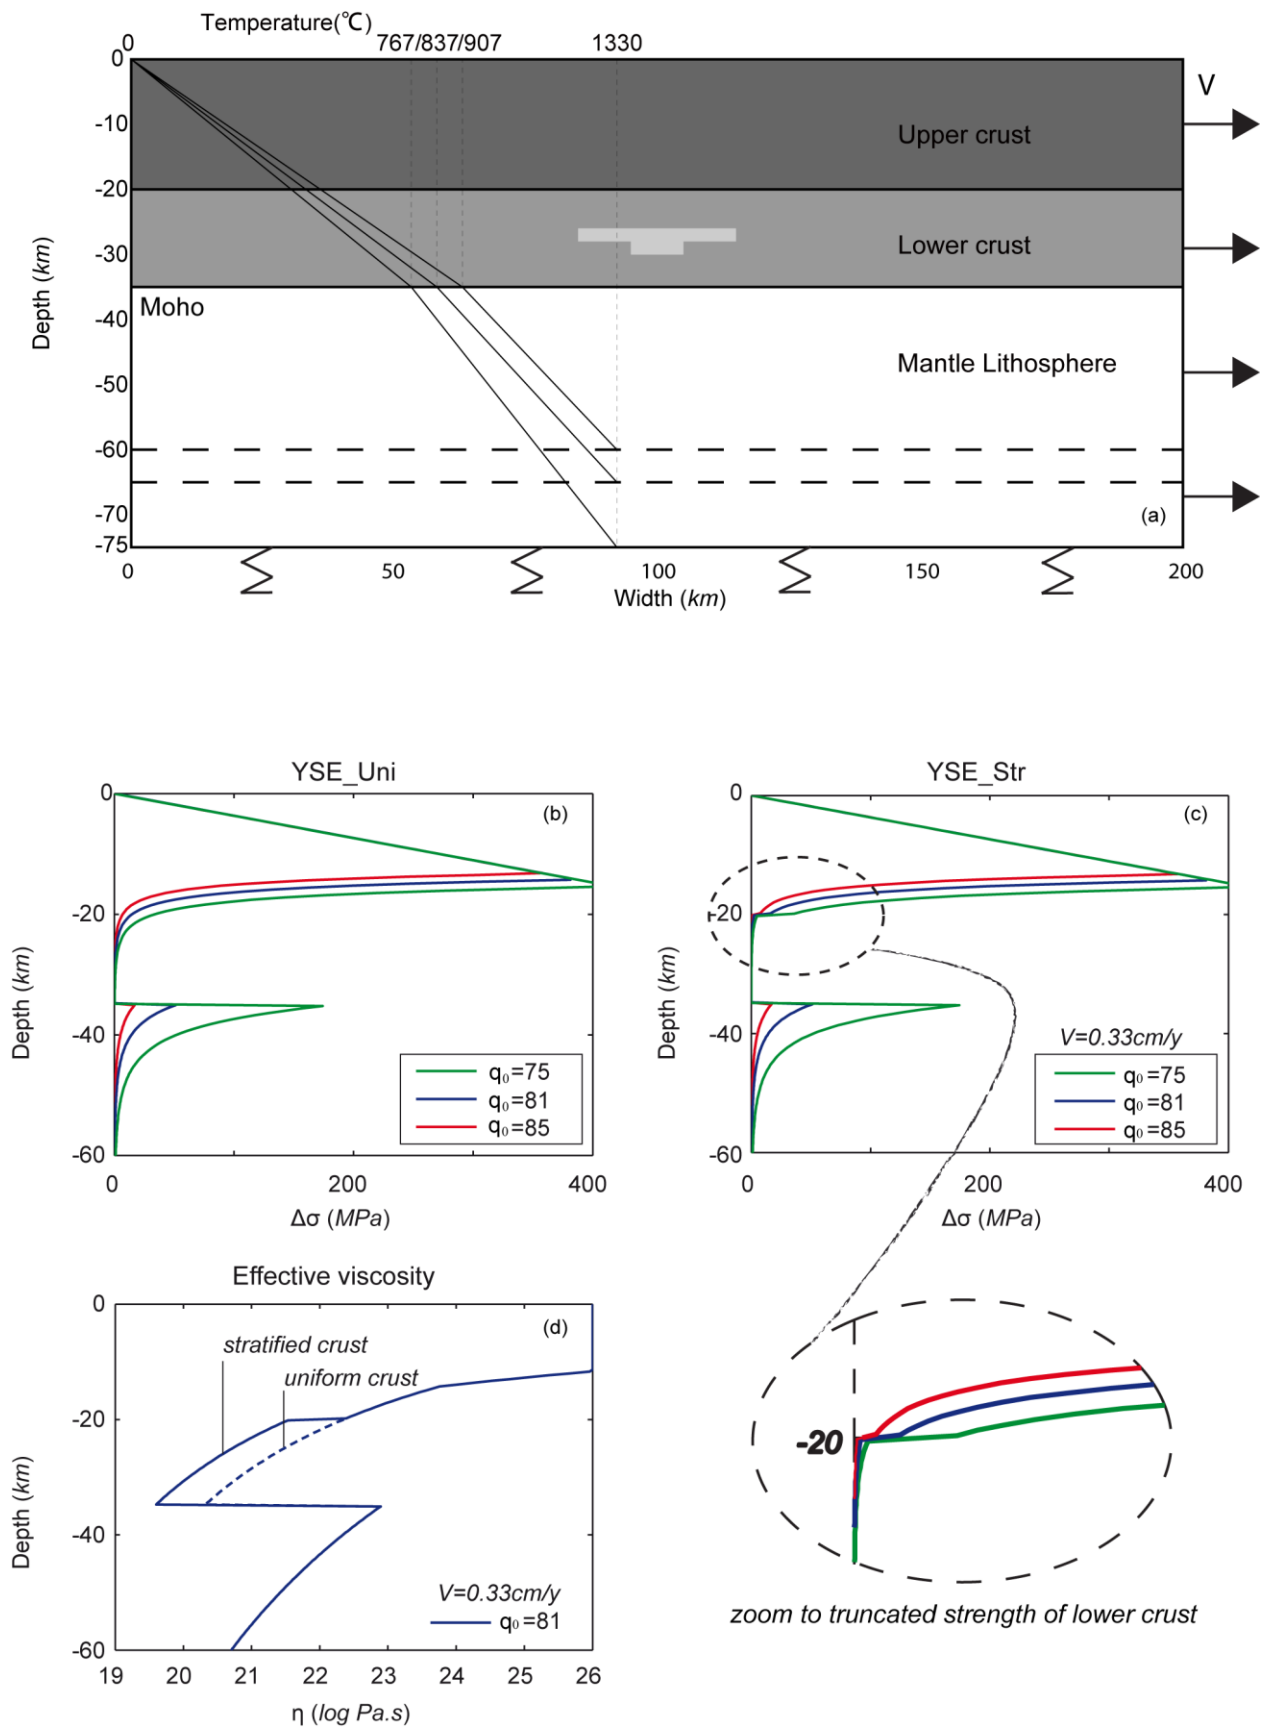 Temperature(℃)
0 767/837/907 1330
0
V
-10
Upper crust
-20
Lower crust
-30
Moho
-40
Mantle Lithosphere
-50
-60
-70
(a)
-75
0 50 100 150 200
Width (km)
Depth (km)
YSE_Uni
0
(b)
-20
-40
q₀=75
q₀=81
q₀=85
-60
0 200 400
Δσ (MPa)
Depth (km)
YSE_Str
0
(c)
-20
-40
V=0.33cm/y
q₀=75
q₀=81
q₀=85
-60
0 200 400
Δσ (MPa)
Depth (km)
Effective viscosity
0
(d)
stratified crust
uniform crust
-20
-40
V=0.33cm/y
q₀=81
-60
19 20 21 22 23 24 25 26
η (log Pa.s)
Depth (km)
-20
zoom to truncated strength of lower crust